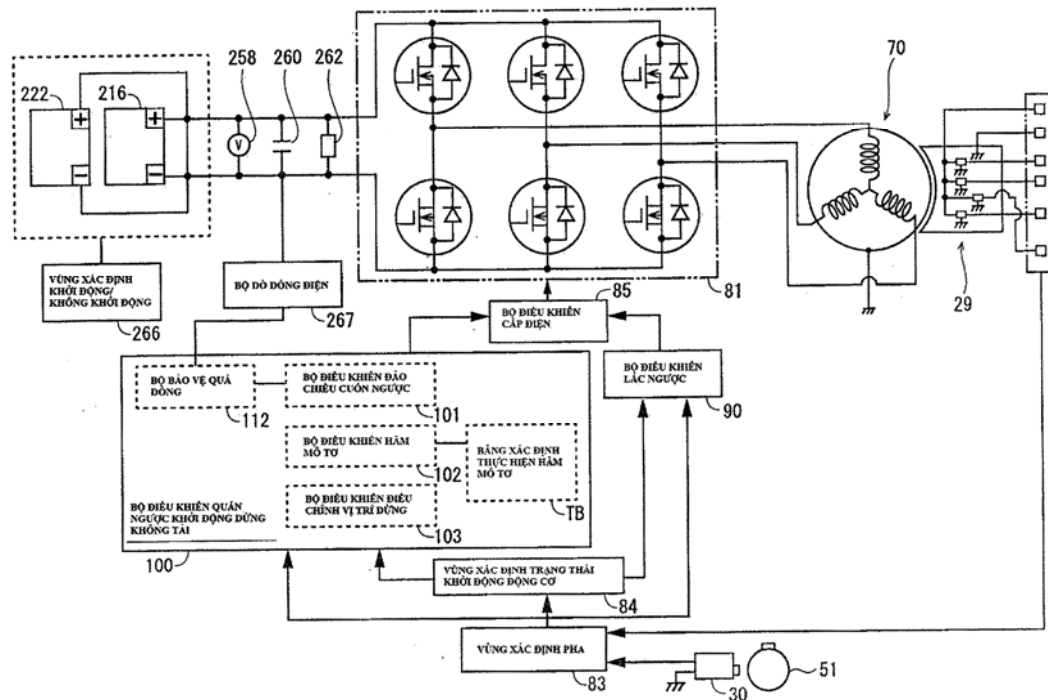 222
216
+
+
−
−
258
260
262
V
70
29
81
VÙNG XÁC ĐỊNH
KHỞI ĐỘNG/
KHÔNG KHỞI ĐỘNG
266
BỘ DÒ DÒNG ĐIỆN
267
BỘ ĐIỀU KHIỂN
CẤP ĐIỆN
85
BỘ ĐIỀU KHIỂN
LẮC NGƯỢC
90
BỘ BẢO VỆ QUÁ
DÒNG
112
BỘ ĐIỀU KHIỂN ĐẢO
CHIỀU CUỐN NGƯỢC
101
BỘ ĐIỀU KHIỂN HÃM
MÔ TƠ
102
BẢNG XÁC ĐỊNH
THỰC HIỆN HÃM
MÔ TƠ
TB
BỘ ĐIỀU KHIỂN ĐIỀU
CHỈNH VỊ TRÍ DỪNG
103
BỘ ĐIỀU KHIỂN QUẤN
NGƯỢC KHỞI ĐỘNG DỪNG
KHÔNG TẢI
100
VÙNG XÁC ĐỊNH TRẠNG THÁI
KHỞI ĐỘNG ĐỘNG CƠ
84
VÙNG XÁC ĐỊNH PHA
83
30
51